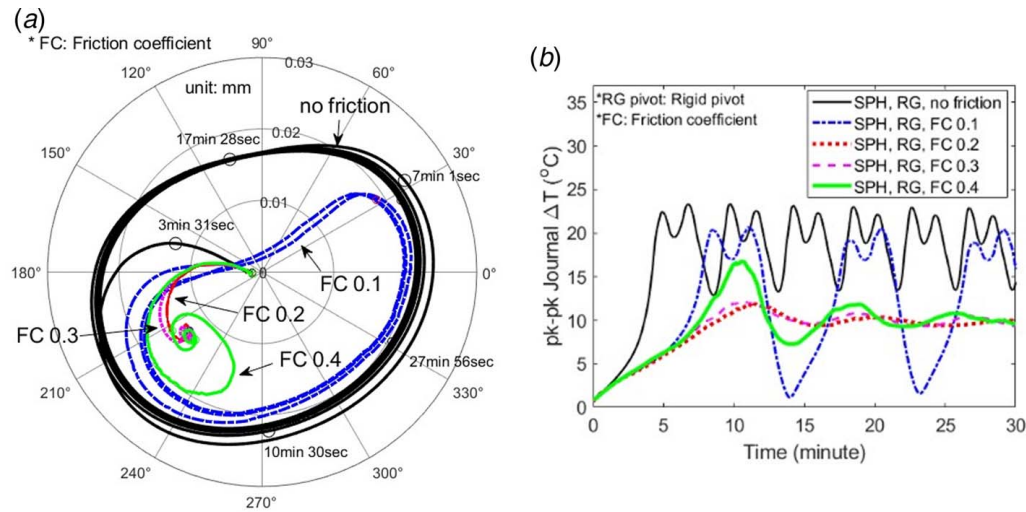 (a)
* FC: Friction coefficient
90°
0.03
120°
60°
unit: mm
no friction
0.02
17min 28sec
150°
30°
7min 1sec
0.01
3min 31sec
180°
0
0°
FC 0.1
FC 0.2
FC 0.3
FC 0.4
27min 56sec
210°
330°
10min 30sec
240°
300°
270°
(b)
*RG pivot: Rigid pivot
*FC: Friction coefficient
SPH, RG, no friction
SPH, RG, FC 0.1
SPH, RG, FC 0.2
SPH, RG, FC 0.3
SPH, RG, FC 0.4
pk-pk Journal ΔT (°C)
35
30
25
20
15
10
5
0
0 5 10 15 20 25 30
Time (minute)